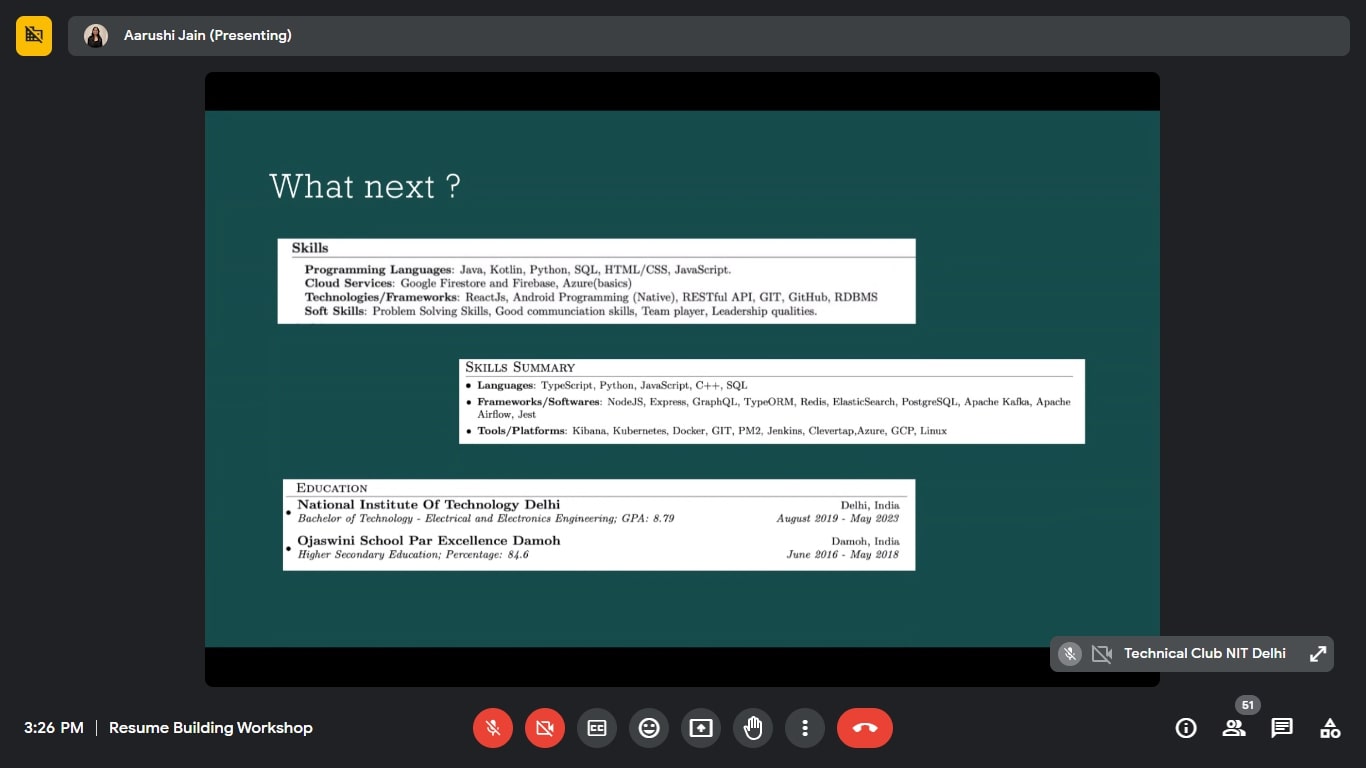 Aarushi Jain (Presenting)
What next ?
Skills
Programming Languages: Java, Kotlin, Python, SQL, HTML/CSS, JavaScript.
Cloud Services: Google Firestore and Firebase, Azure(basics)
Technologies/Frameworks: ReactJs, Android Programming (Native), RESTful API, GIT, GitHub, RDBMS
Soft Skills: Problem Solving Skills, Good communciation skills, Team player, Leadership qualities.
SKILLS SUMMARY
• Languages: TypeScript, Python, JavaScript, C++, SQL
• Frameworks/Softwares: NodeJS, Express, GraphQL, TypeORM, Redis, ElasticSearch, PostgreSQL, Apache Kafka, Apache
Airflow, Jest
• Tools/Platforms: Kibana, Kubernetes, Docker, GIT, PM2, Jenkins, Clevertap,Azure, GCP, Linux
EDUCATION
• National Institute Of Technology Delhi Delhi, India
Bachelor of Technology - Electrical and Electronics Engineering; GPA: 8.79 August 2019 - May 2023
• Ojaswini School Par Excellence Damoh Damoh, India
Higher Secondary Education; Percentage: 84.6 June 2016 - May 2018
Technical Club NIT Delhi
3:26 PM | Resume Building Workshop
CC
51